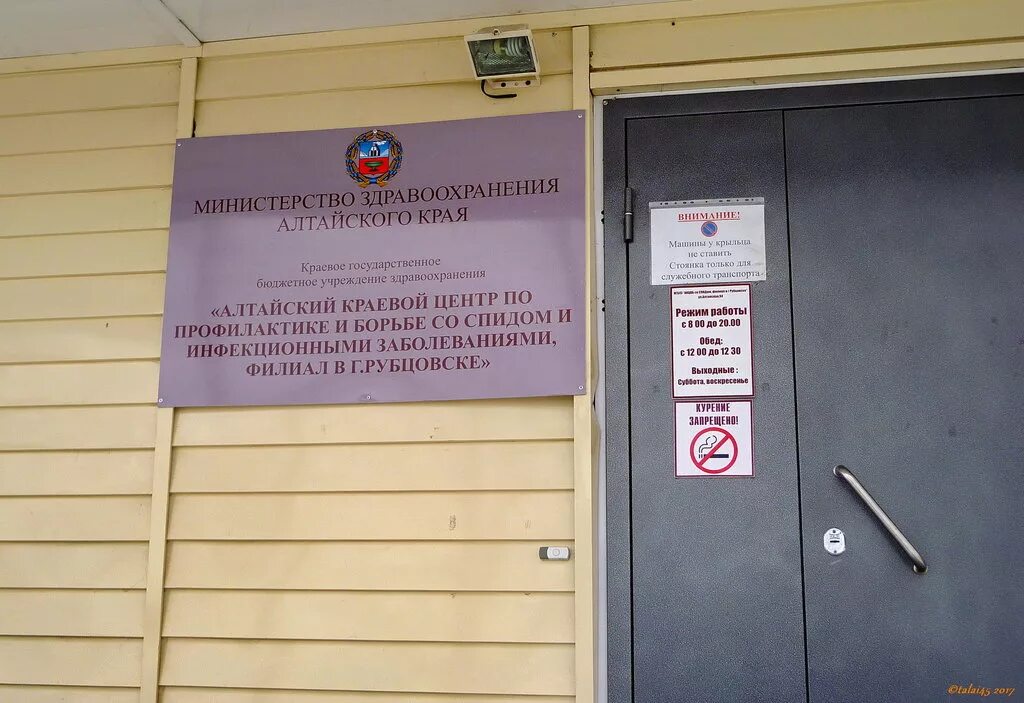 МИНИСТЕРСТВО ЗДРАВООХРАНЕНИЯ
АЛТАЙСКОГО КРАЯ
Краевое государственное
бюджетное учреждение здравоохранения
«АЛТАЙСКИЙ КРАЕВОЙ ЦЕНТР ПО
ПРОФИЛАКТИКЕ И БОРЬБЕ СО СПИДОМ И
ИНФЕКЦИОННЫМИ ЗАБОЛЕВАНИЯМИ,
ФИЛИАЛ В Г.РУБЦОВСКЕ»
ВНИМАНИЕ!
Машины у крыльца
не ставить
Стоянка только для
служебного транспорта
Режим работы
с 8 00 до 20.00
Обед:
с 12 00 до 12 30
Выходные :
Суббота, воскресенье
КУРЕНИЕ
ЗАПРЕЩЕНО!
©talai45 2017